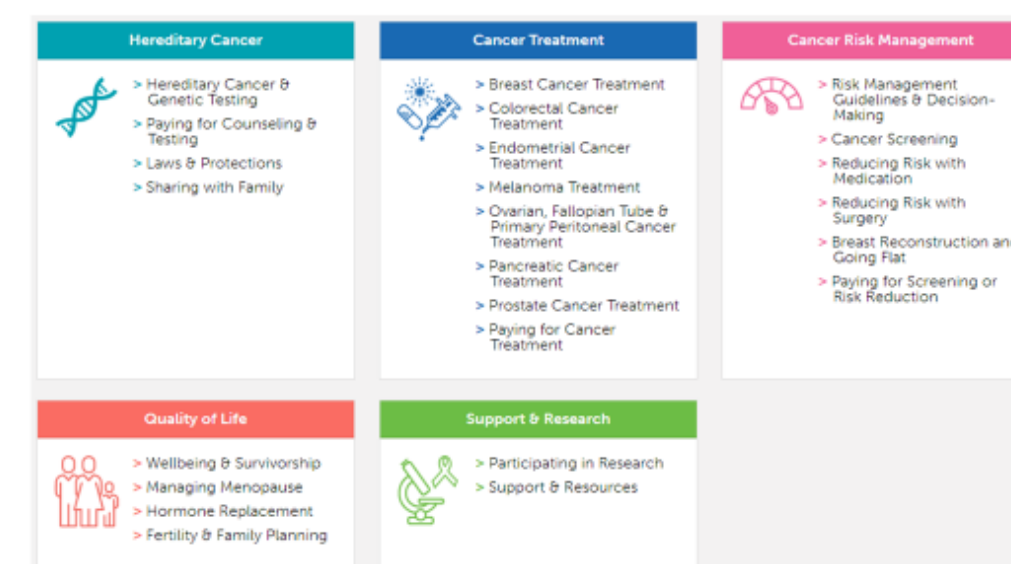 Hereditary Cancer
> Hereditary Cancer &
Genetic Testing
> Paying for Counseling &
Testing
> Laws & Protections
> Sharing with Family
Cancer Treatment
> Breast Cancer Treatment
> Colorectal Cancer
Treatment
> Endometrial Cancer
Treatment
> Melanoma Treatment
> Ovarian, Fallopian Tube &
Primary Peritoneal Cancer
Treatment
> Pancreatic Cancer
Treatment
> Prostate Cancer Treatment
> Paying for Cancer
Treatment
Cancer Risk Management
> Risk Management
Guidelines & Decision-
Making
> Cancer Screening
> Reducing Risk with
Medication
> Reducing Risk with
Surgery
> Breast Reconstruction an
Going Flat
> Paying for Screening or
Risk Reduction
Quality of Life
> Wellbeing & Survivorship
> Managing Menopause
> Hormone Replacement
> Fertility & Family Planning
Support & Research
> Participating in Research
> Support & Resources